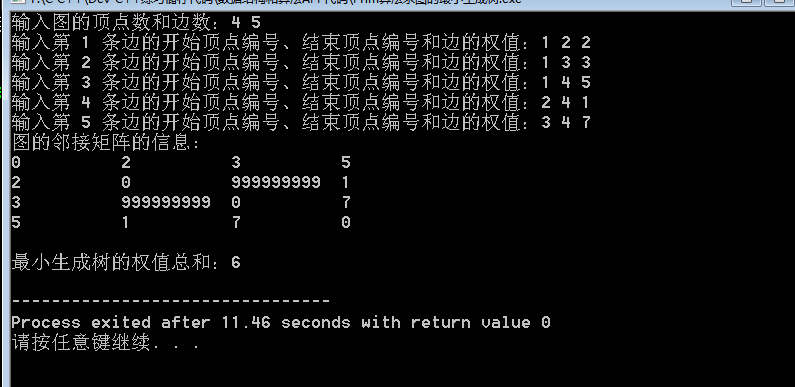 输入图的顶点数和边数：4 5
输入第 1 条边的开始顶点编号、结束顶点编号和边的权值：1 2 2
输入第 2 条边的开始顶点编号、结束顶点编号和边的权值：1 3 3
输入第 3 条边的开始顶点编号、结束顶点编号和边的权值：1 4 5
输入第 4 条边的开始顶点编号、结束顶点编号和边的权值：2 4 1
输入第 5 条边的开始顶点编号、结束顶点编号和边的权值：3 4 7
图的邻接矩阵的信息：
0 2 3 5
2 0 999999999 1
3 999999999 0 7
5 1 7 0
最小生成树的权值总和：6
--------------------------------
Process exited after 11.46 seconds with return value 0
请按任意键继续. . .